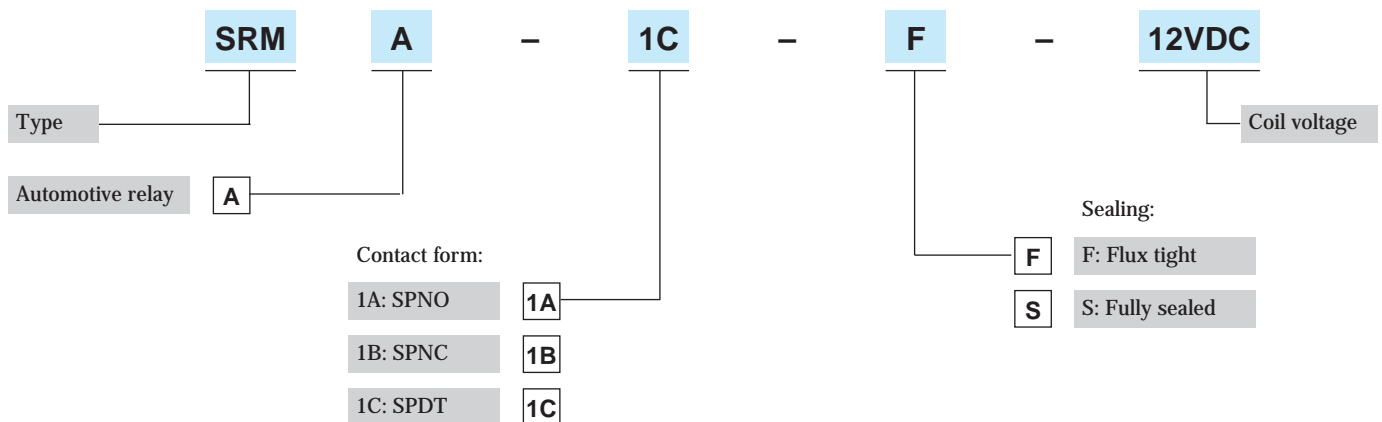 SRM A – 1C – F – 12VDC
Type
Coil voltage
Automotive relay A
Sealing:
Contact form:
F F: Flux tight
1A: SPNO 1A
S S: Fully sealed
1B: SPNC 1B
1C: SPDT 1C